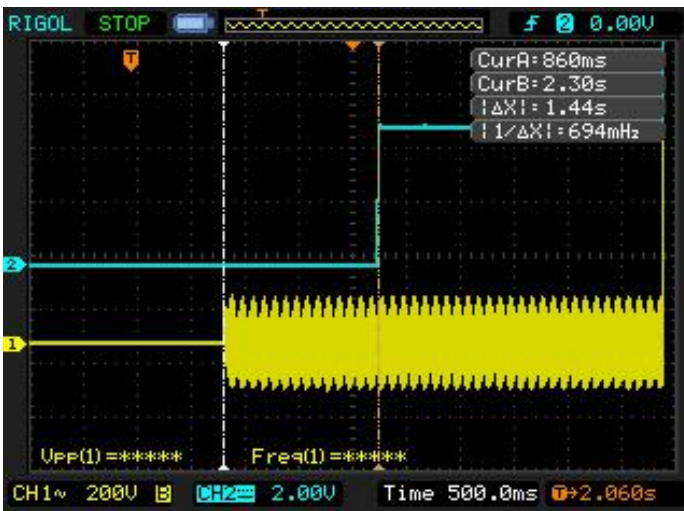 RIGOL STOP T f 2 0.00V
T
CurA=860ms
CurB=2.30s
|ΔX|=1.44s
|1/ΔX|=694mHz
2
1
Vpp(1)=***** Freq(1)=*****
CH1~ 200V B CH2 2.00V Time 500.0ms T→2.060s